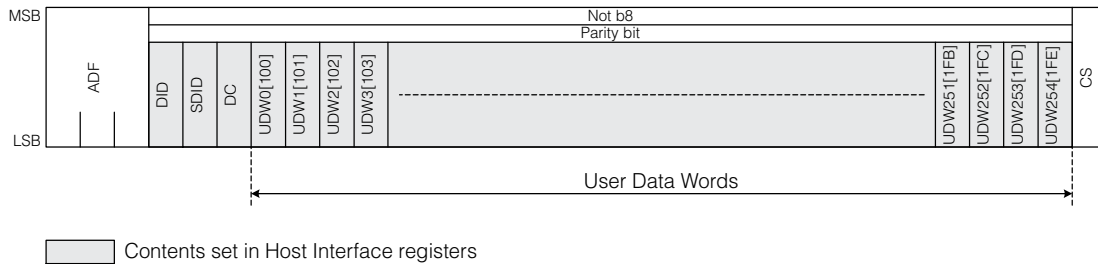 MSB
Not b8
Parity bit
ADF
DID
SDID
DC
UDW0[100]
UDW1[101]
UDW2[102]
UDW3[103]
UDW251[1FB]
UDW252[1FC]
UDW253[1FD]
UDW254[1FE]
CS
LSB
User Data Words
Contents set in Host Interface registers